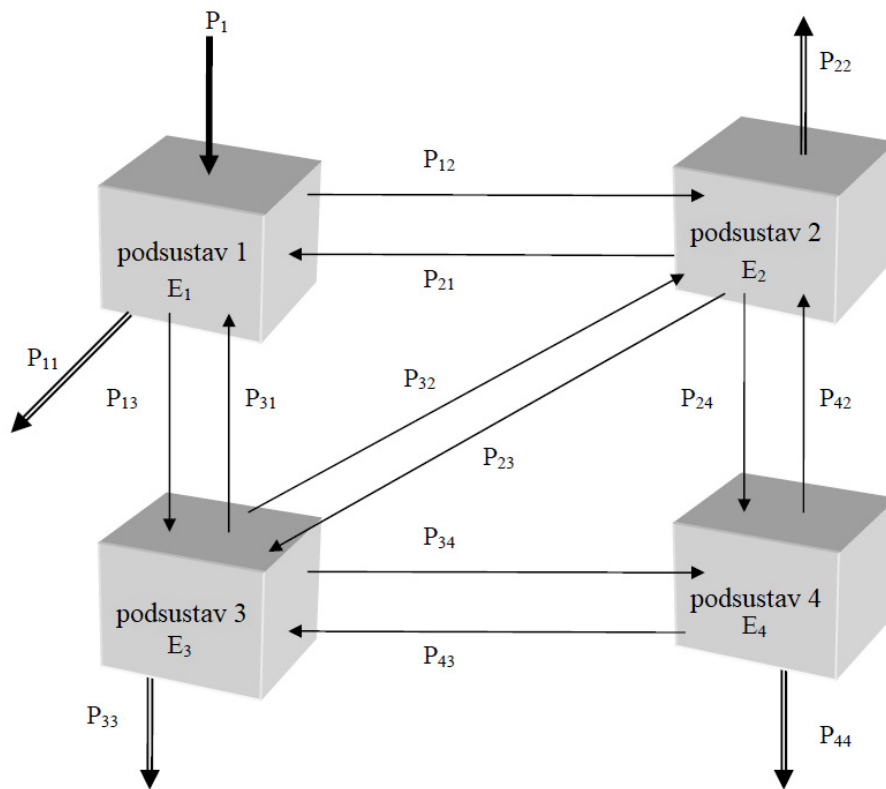 P₁
P₂₂
P₁₂
podsustav 1
E₁
podsustav 2
E₂
P₂₁
P₁₁
P₁₃
P₃₁
P₃₂
P₂₃
P₂₄
P₄₂
P₃₄
podsustav 3
E₃
podsustav 4
E₄
P₄₃
P₃₃
P₄₄